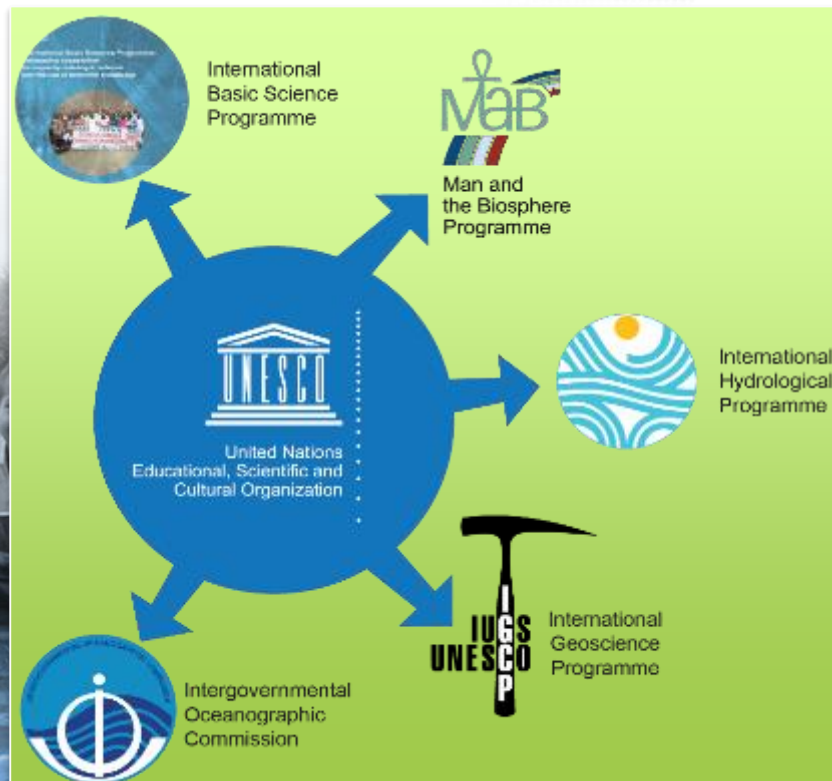 International
Basic Science
Programme
MaB
Man and
the Biosphere
Programme
UNESCO
United Nations
Educational, Scientific and
Cultural Organization
International
Hydrological
Programme
IUGS
UNESCO
IGCP
International
Geoscience
Programme
Intergovernmental
Oceanographic
Commission